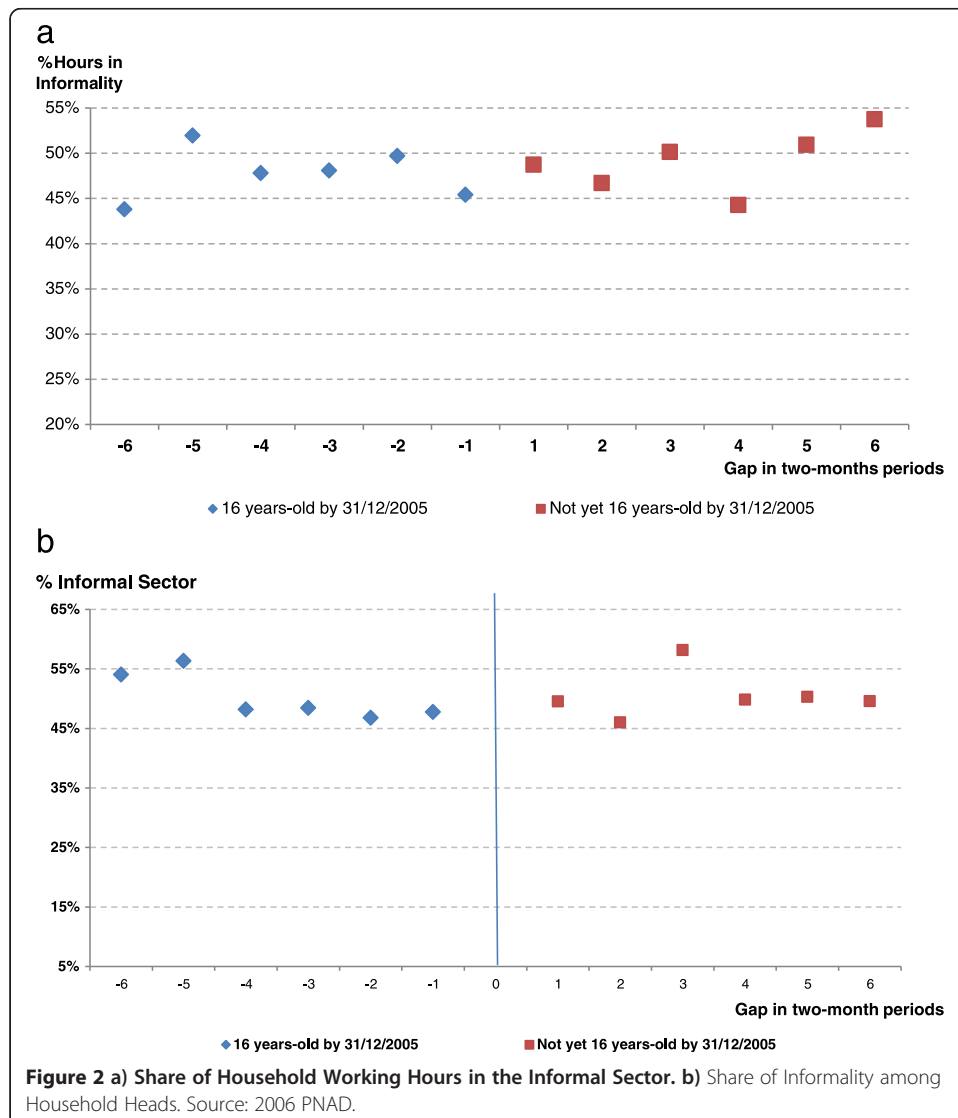 a
%Hours in
Informality
55%
50%
45%
40%
35%
30%
25%
20%
-6 -5 -4 -3 -2 -1 1 2 3 4 5 6
Gap in two-months periods
16 years-old by 31/12/2005 Not yet 16 years-old by 31/12/2005
b
% Informal Sector
65%
55%
45%
35%
25%
15%
5%
-6 -5 -4 -3 -2 -1 0 1 2 3 4 5 6
Gap in two-month periods
16 years-old by 31/12/2005 Not yet 16 years-old by 31/12/2005
Figure 2 a) Share of Household Working Hours in the Informal Sector. b) Share of Informality among
Household Heads. Source: 2006 PNAD.